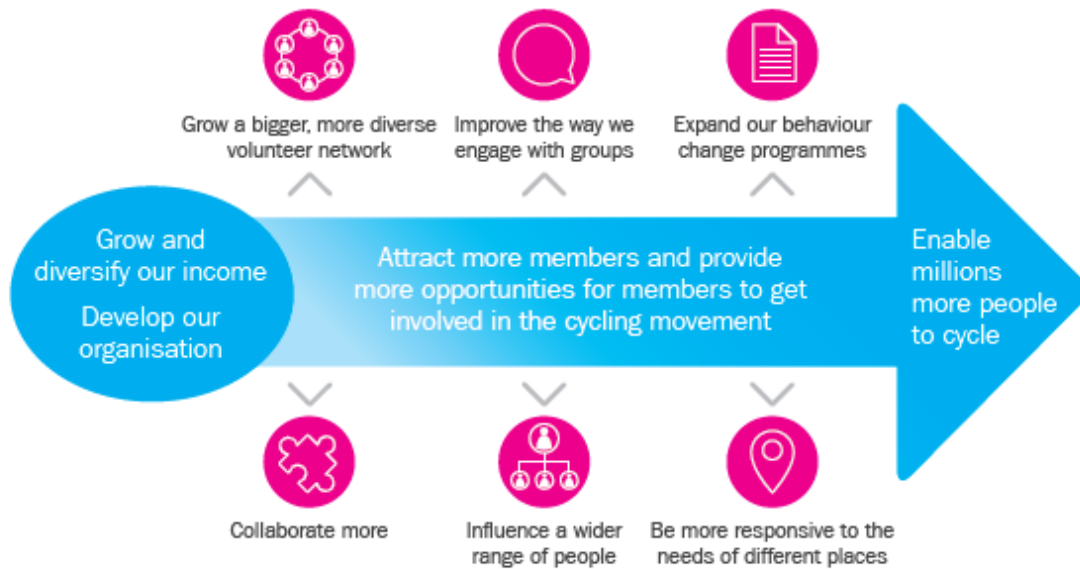 Grow a bigger, more diverse
volunteer network
Improve the way we
engage with groups
Expand our behaviour
change programmes
Grow and
diversify our income
Develop our
organisation
Attract more members and provide
more opportunities for members to get
involved in the cycling movement
Enable
millions
more people
to cycle
Collaborate more
Influence a wider
range of people
Be more responsive to the
needs of different places